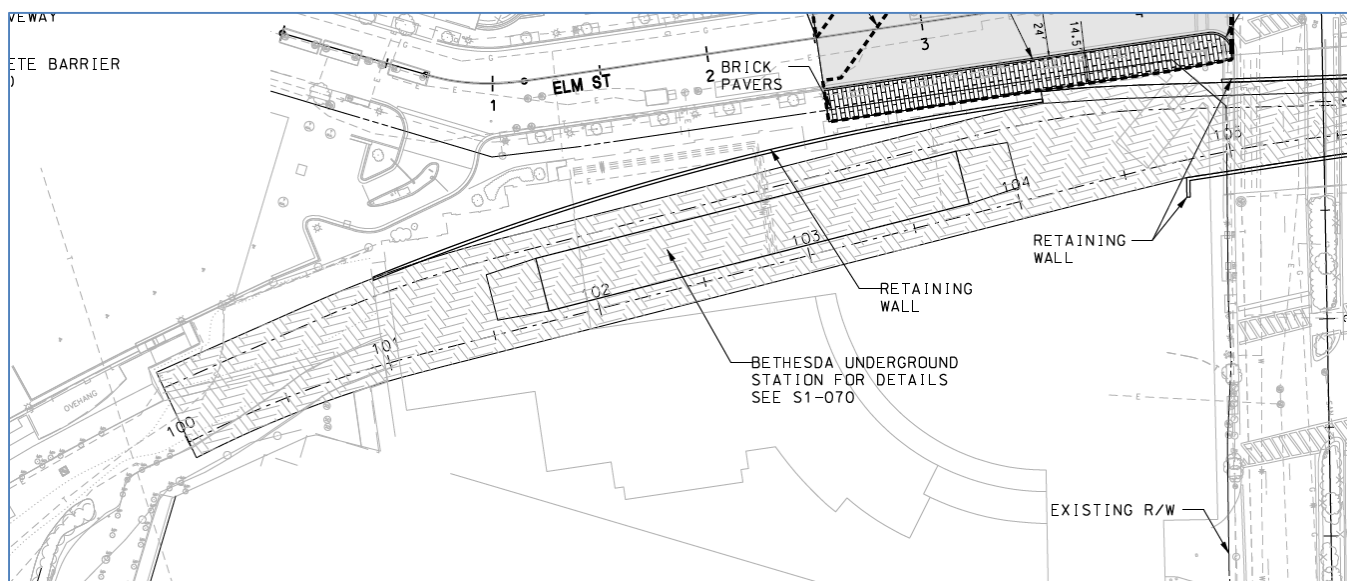 VEWAY
ETE BARRIER
)
ELM ST
1
2
3
BRICK
PAVERS
24'
14.5'
105
104
103
102
101
100
RETAINING
WALL
RETAINING
WALL
BETHESDA UNDERGROUND
STATION FOR DETAILS
SEE S1-070
OVEHANG
EXISTING R/W